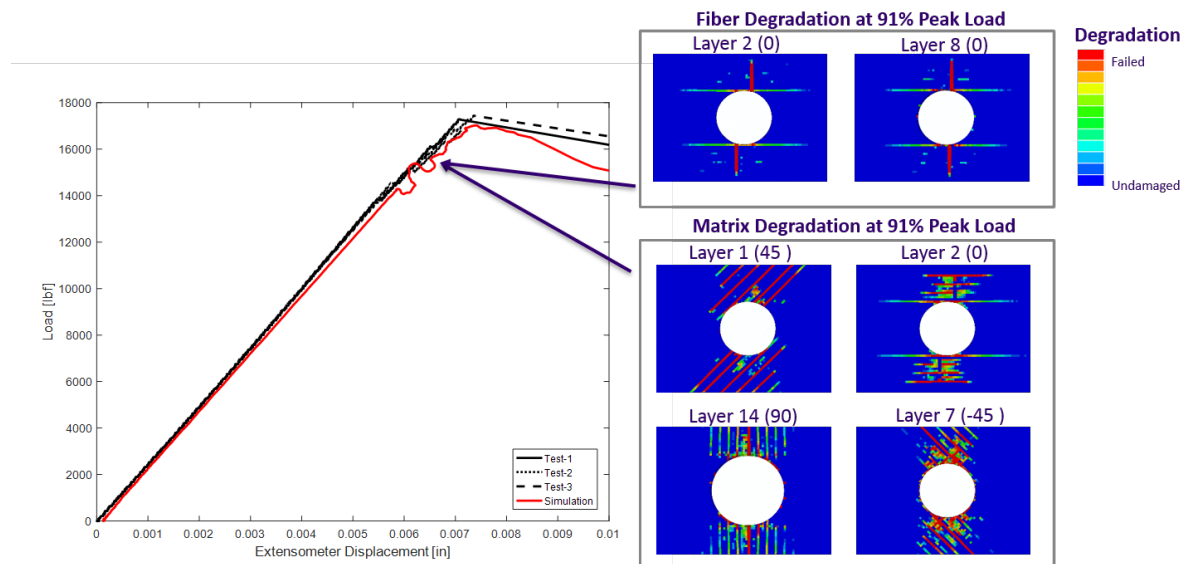 Fiber Degradation at 91% Peak Load
Layer 2 (0)
Layer 8 (0)
Degradation
Failed
Undamaged
Matrix Degradation at 91% Peak Load
Layer 1 (45 )
Layer 2 (0)
Layer 14 (90)
Layer 7 (-45)
18000
16000
14000
12000
10000
8000
6000
4000
2000
0
Load [lbf]
0
0.001
0.002
0.003
0.004
0.005
0.006
0.007
0.008
0.009
0.01
Extensometer Displacement [in]
Test-1
Test-2
Test-3
Simulation